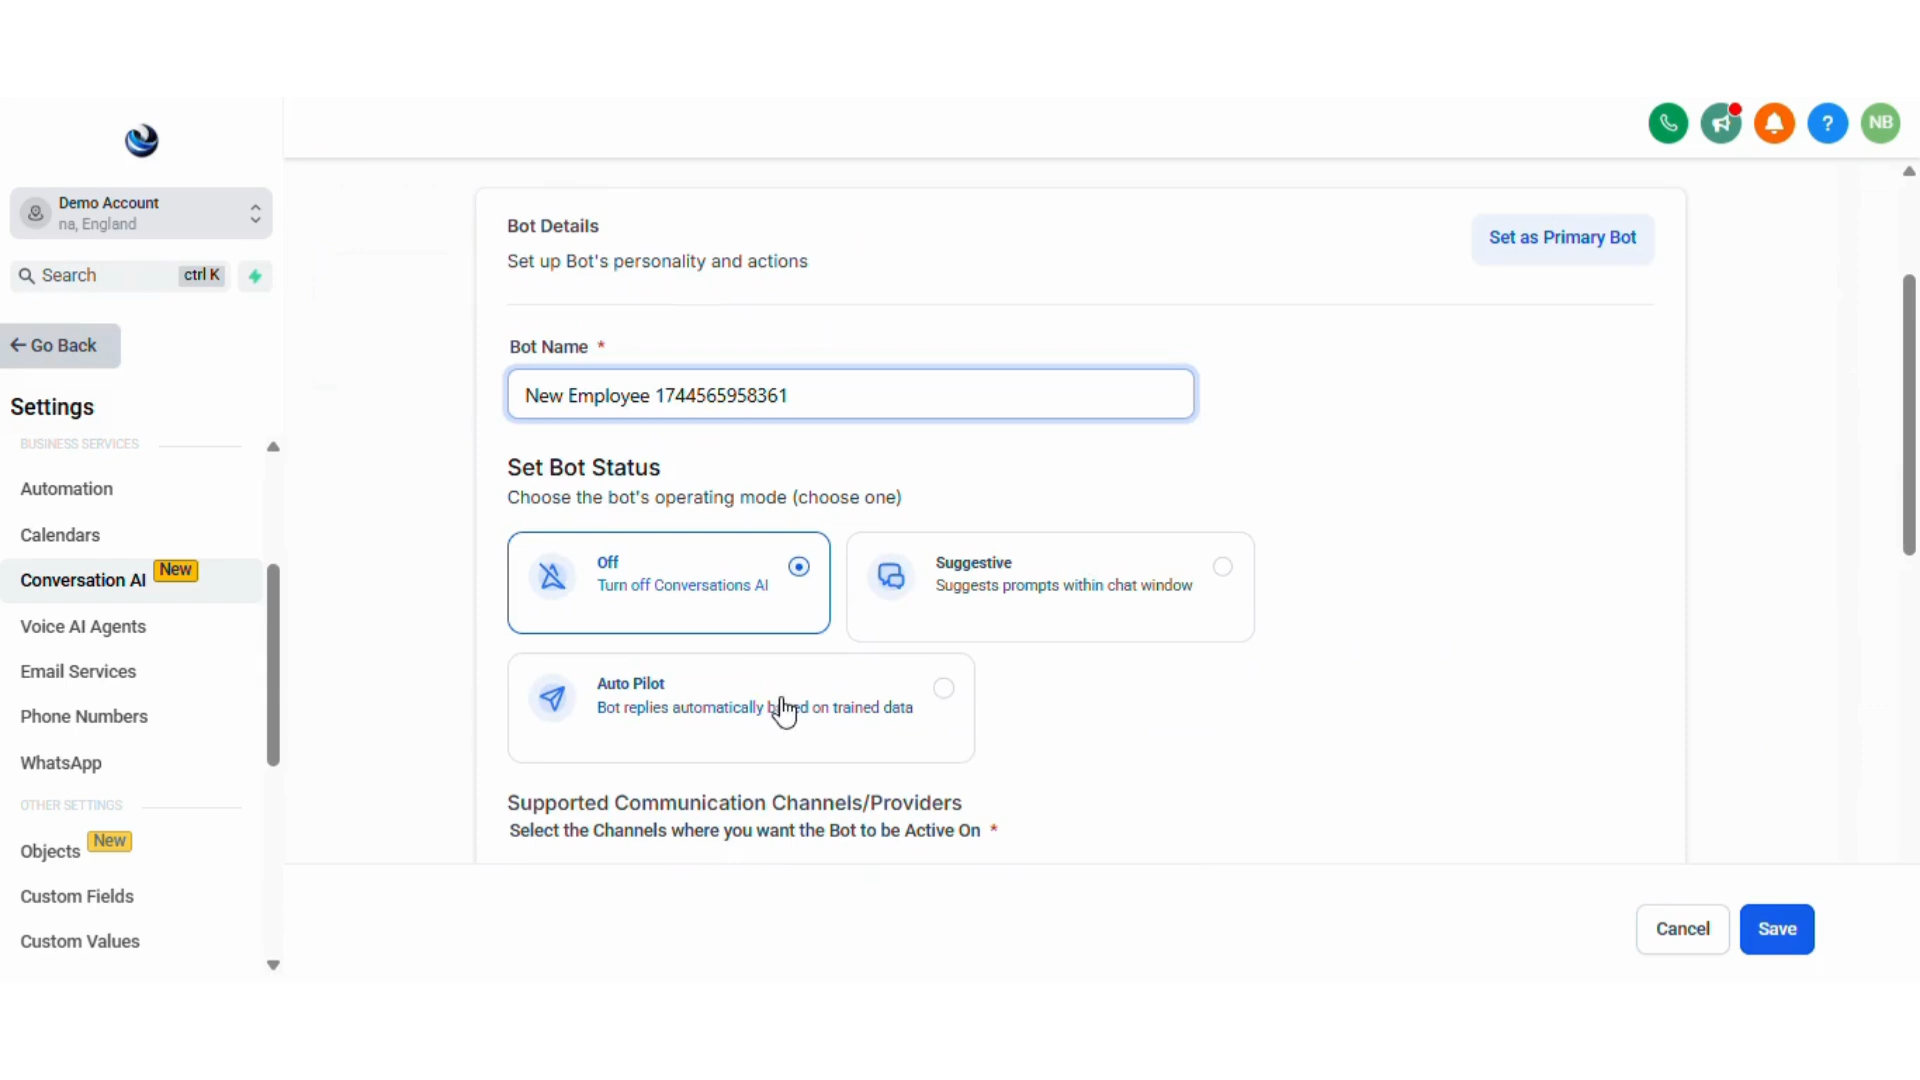 NB
Demo Account
na, England
Search ctrl K
Go Back
Settings
BUSINESS SERVICES
Automation
Calendars
Conversation AI New
Voice AI Agents
Email Services
Phone Numbers
WhatsApp
OTHER SETTINGS
Objects New
Custom Fields
Custom Values
Bot Details
Set up Bot's personality and actions
Set as Primary Bot
Bot Name *
New Employee 1744565958361
Set Bot Status
Choose the bot's operating mode (choose one)
Off
Turn off Conversations AI
Suggestive
Suggests prompts within chat window
Auto Pilot
Bot replies automatically based on trained data
Supported Communication Channels/Providers
Select the Channels where you want the Bot to be Active On *
Cancel
Save